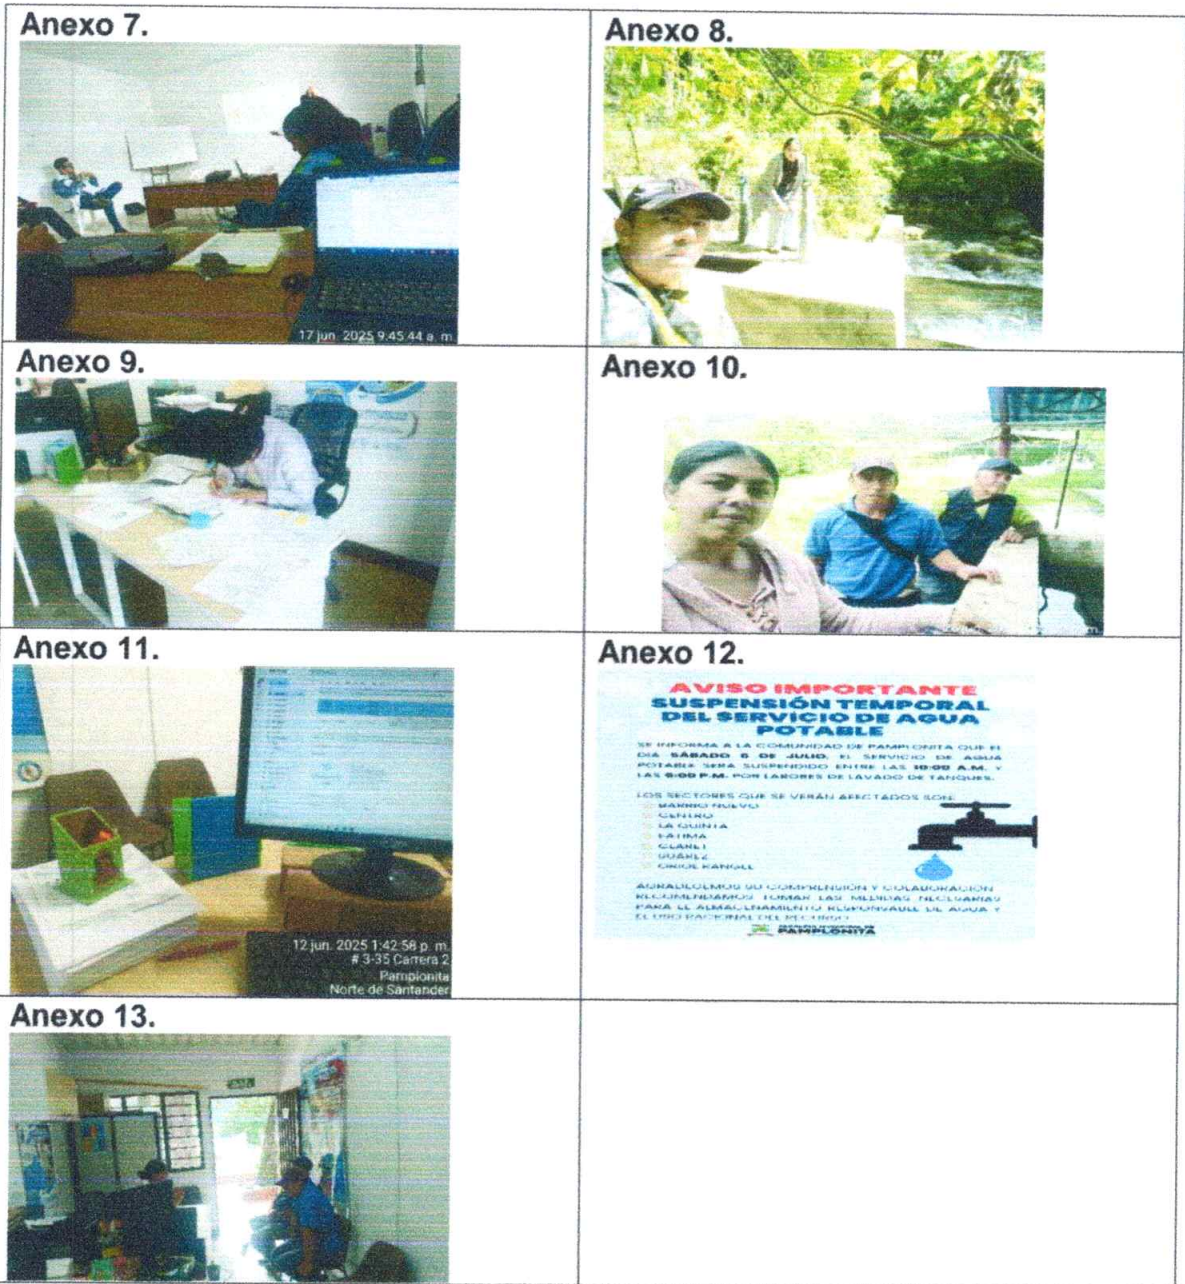 Anexo 7.
17 jun. 2025 9:45:44 a. m.
Anexo 8.
Anexo 9.
Anexo 10.
Anexo 11.
12 jun. 2025 1:42:58 p. m.
# 3-35 Carrera 2
Pamplonita
Norte de Santander
Anexo 12.
AVISO IMPORTANTE
SUSPENSIÓN TEMPORAL
DEL SERVICIO DE AGUA
POTABLE
SE INFORMA A LA COMUNIDAD DE PAMPLONITA QUE EL
DÍA SÁBADO DE JULIO, EL SERVICIO DE AGUA
POTABLE SERÁ SUSPENDIDO ENTRE LAS 10:00 A.M. Y
LAS P.M. POR LABORES DE LAVADO DE TANQUES.
LOS SECTORES QUE SE VERÁN AFECTADOS SON:
BARRIO NUEVO
CENTRO
LA QUINTA
FATIMA
CLARET
SUÁREZ
ORIOL RANGEL
AGRADECEMOS SU COMPRENSIÓN Y COLABORACIÓN
RECOMENDAMOS TOMAR LAS MEDIDAS NECESARIAS
PARA EL ALMACENAMIENTO RESPONSABLE DE AGUA Y
EL USO RACIONAL DEL RECURSO
PAMPLONITA
Anexo 13.